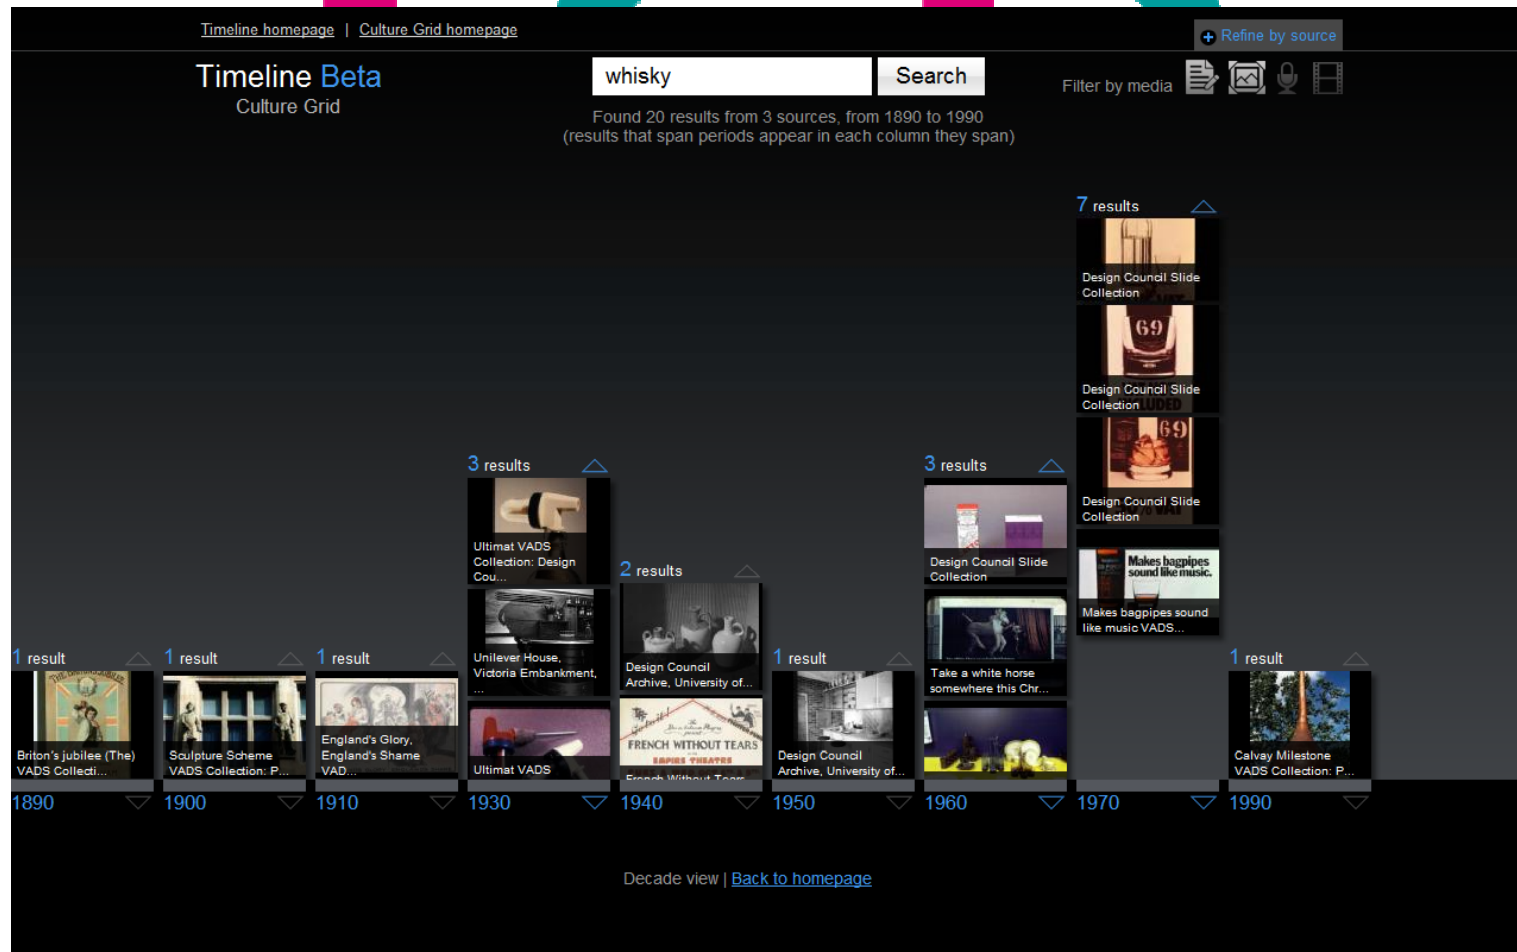 Timeline homepage | Culture Grid homepage
Refine by source
Timeline Beta
Culture Grid
whisky
Search
Filter by media
Found 20 results from 3 sources, from 1890 to 1990
(results that span periods appear in each column they span)
1 result
Briton's jubilee (The)
VADS Collecti...
1890
1 result
Sculpture Scheme
VADS Collection: P...
1900
1 result
England's Glory,
England's Shame
VAD...
1910
3 results
Ultimat VADS
Collection: Design
Cou...
Unilever House,
Victoria Embankment,
...
Ultimat VADS
1930
2 results
Design Council
Archive, University of...
FRENCH WITHOUT TEARS
EMPIRE THEATRE
French Without Tears
1940
1 result
Design Council
Archive, University of...
1950
3 results
Design Council Slide
Collection
Take a white horse
somewhere this Chr...
1960
7 results
Design Council Slide
Collection
69
Design Council Slide
Collection
69
Design Council Slide
Collection
Makes bagpipes
sound like music.
Makes bagpipes sound
like music VADS...
1970
1 result
Calvay Milestone
VADS Collection: P...
1990
Decade view | Back to homepage